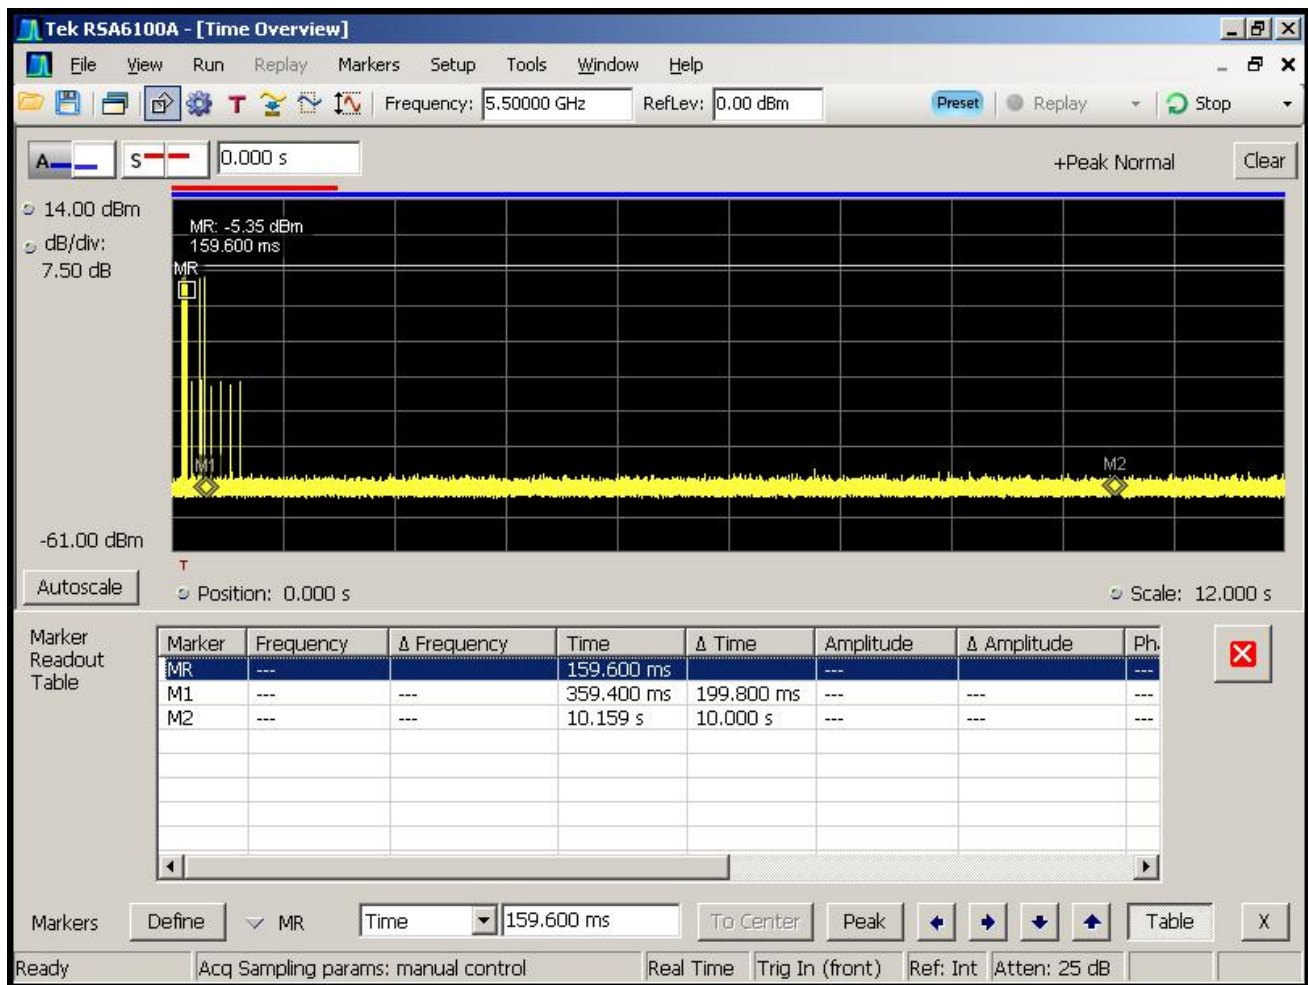 Tek RSA6100A - [Time Overview]
File View Run Replay Markers Setup Tools Window Help
T Frequency: 5.50000 GHz RefLev: 0.00 dBm Preset Replay Stop
A S 0.000 s +Peak Normal Clear
14.00 dBm
dB/div:
7.50 dB
MR: -5.35 dBm
159.600 ms
MR
M1 M2
-61.00 dBm
T
Autoscale Position: 0.000 s Scale: 12.000 s
Marker
Readout
Table
Marker Frequency Δ Frequency Time Δ Time Amplitude Δ Amplitude Ph
MR --- 159.600 ms --- ---
M1 --- --- 359.400 ms 199.800 ms --- --- ---
M2 --- --- 10.159 s 10.000 s --- --- ---
Markers Define MR Time 159.600 ms To Center Peak Table X
Ready Acq Sampling params: manual control Real Time Trig In (front) Ref: Int Atten: 25 dB